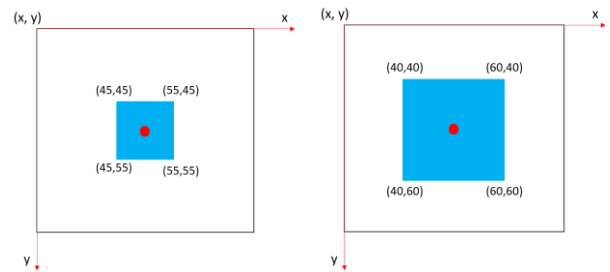 (x, y)
x
(45,45) (55,45)
(45,55) (55,55)
y
(x, y)
x
(40,40) (60,40)
(40,60) (60,60)
y